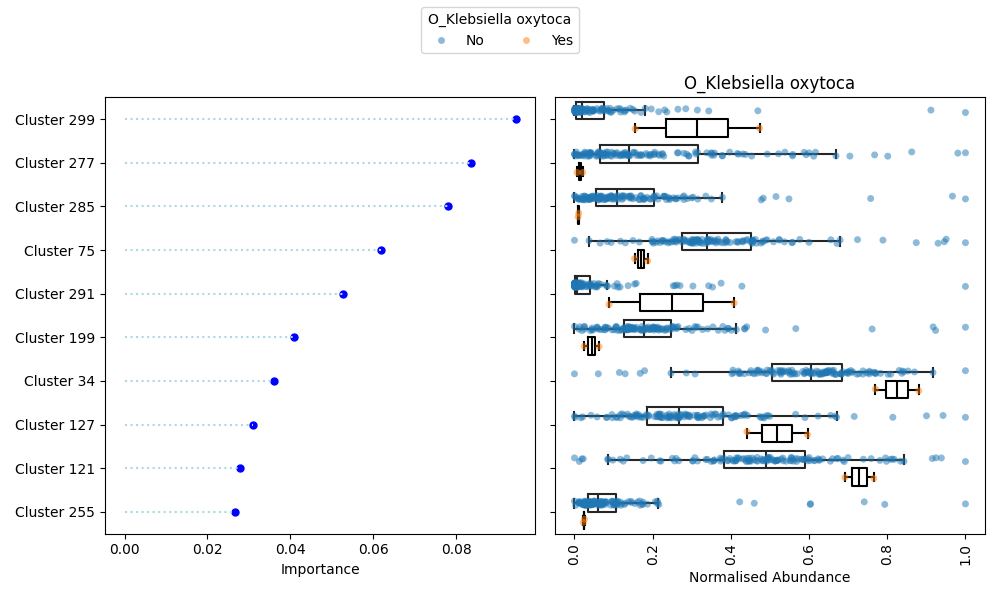 O_Klebsiella oxytoca
No Yes
O_Klebsiella oxytoca
Cluster 299
Cluster 277
Cluster 285
Cluster 75
Cluster 291
Cluster 199
Cluster 34
Cluster 127
Cluster 121
Cluster 255
0.00 0.02 0.04 0.06 0.08
Importance
0.0 0.2 0.4 0.6 0.8 1.0
Normalised Abundance